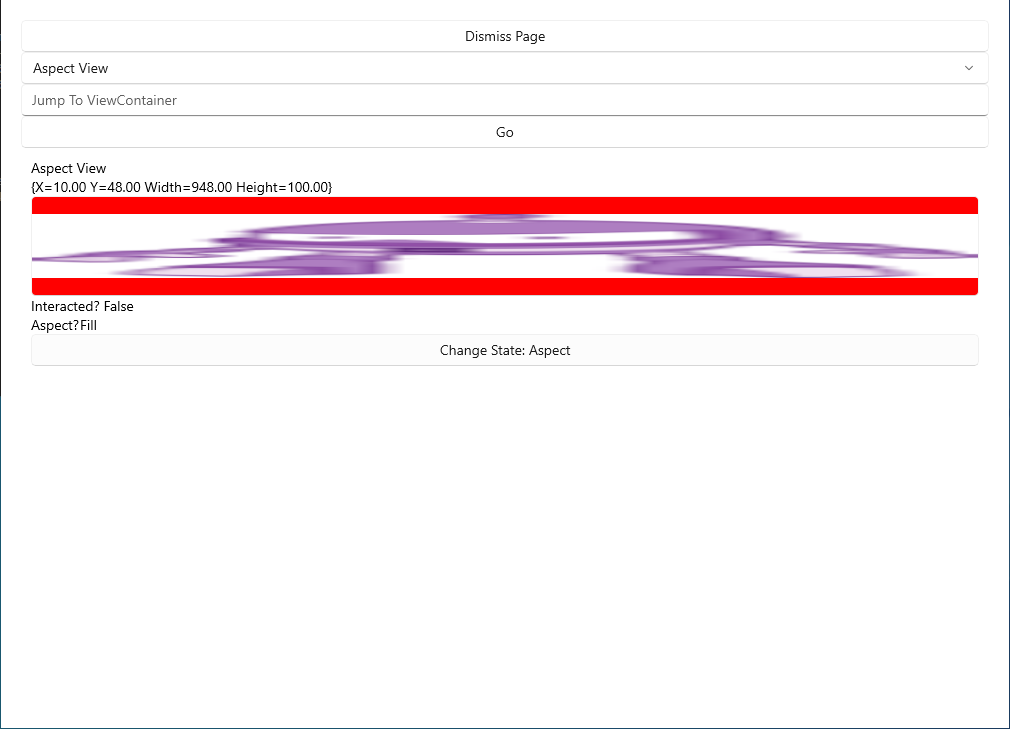 Dismiss Page
Aspect View
Jump To ViewContainer
Go
Aspect View
{X=10.00 Y=48.00 Width=948.00 Height=100.00}
Interacted? False
Aspect?Fill
Change State: Aspect